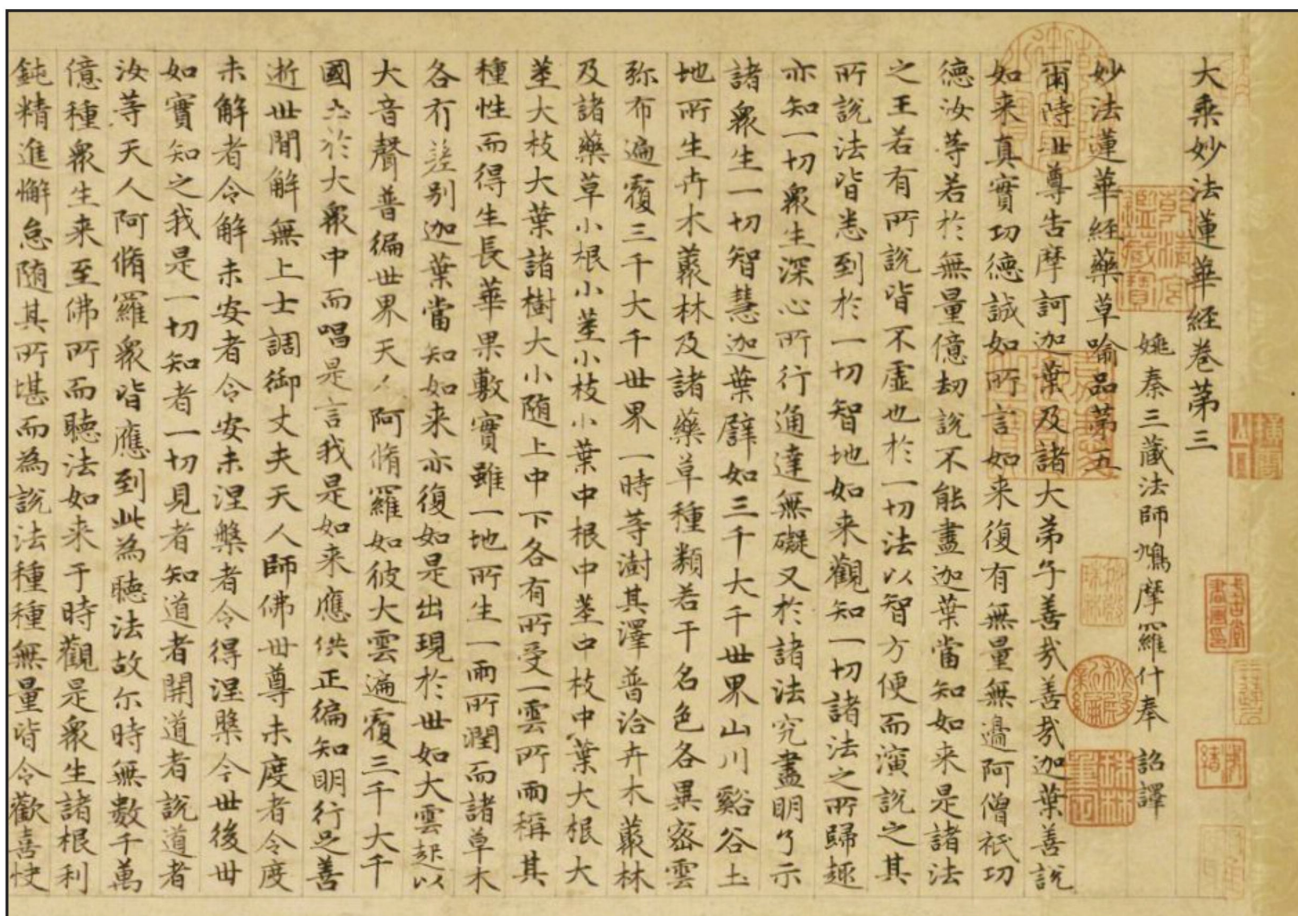 大乘妙法蓮華經卷第三
姚秦三藏法師鳩摩羅什奉 詔譯
妙法蓮華經藥草喻品第五
爾時世尊告摩訶迦葉及諸大弟子善哉善哉迦葉善說
如来真實功德誠如所言如来復有無量無邊阿僧祇功
德汝等若於無量億劫說不能盡迦葉當知如来是諸法
之王若有所說皆不虛也於一切法以智方便而演說之其
所說法皆悉到於一切智地如来觀知一切諸法之所歸趣
亦知一切衆生深心所行通達無礙又於諸法究盡明了示
諸衆生一切智慧迦葉譬如三千大千世界山川谿谷土
地所生卉木叢林及諸藥草種類若干名色各異密雲
弥布遍覆三千大千世界一時等澍其澤普洽卉木叢林
及諸藥草小根小莖小枝小葉中根中莖中枝中葉大根大
莖大枝大葉諸樹大小随上中下各有所受一雲所雨稱其
種性而得生長華果敷實雖一地所生一雨所潤而諸草木
各有差别迦葉當知如来亦復如是出現於世如大雲起以
大音聲普徧世界天人阿脩羅如彼大雲遍覆三千大千
國土於大衆中而唱是言我是如来應供正徧知明行足善
逝世間解無上士調御丈夫天人師佛世尊未度者令度
未解者令解未安者令安未涅槃者令得涅槃今世後世
如實知之我是一切知者一切見者知道者開道者說道者
汝等天人阿脩羅衆皆應到此為聽法故尔時無數千萬
億種衆生来至佛所而聽法如来于時觀是衆生諸根利
鈍精進懈怠随其所堪而為說法種種無量皆令歡喜快
乾清宮鑑藏寶